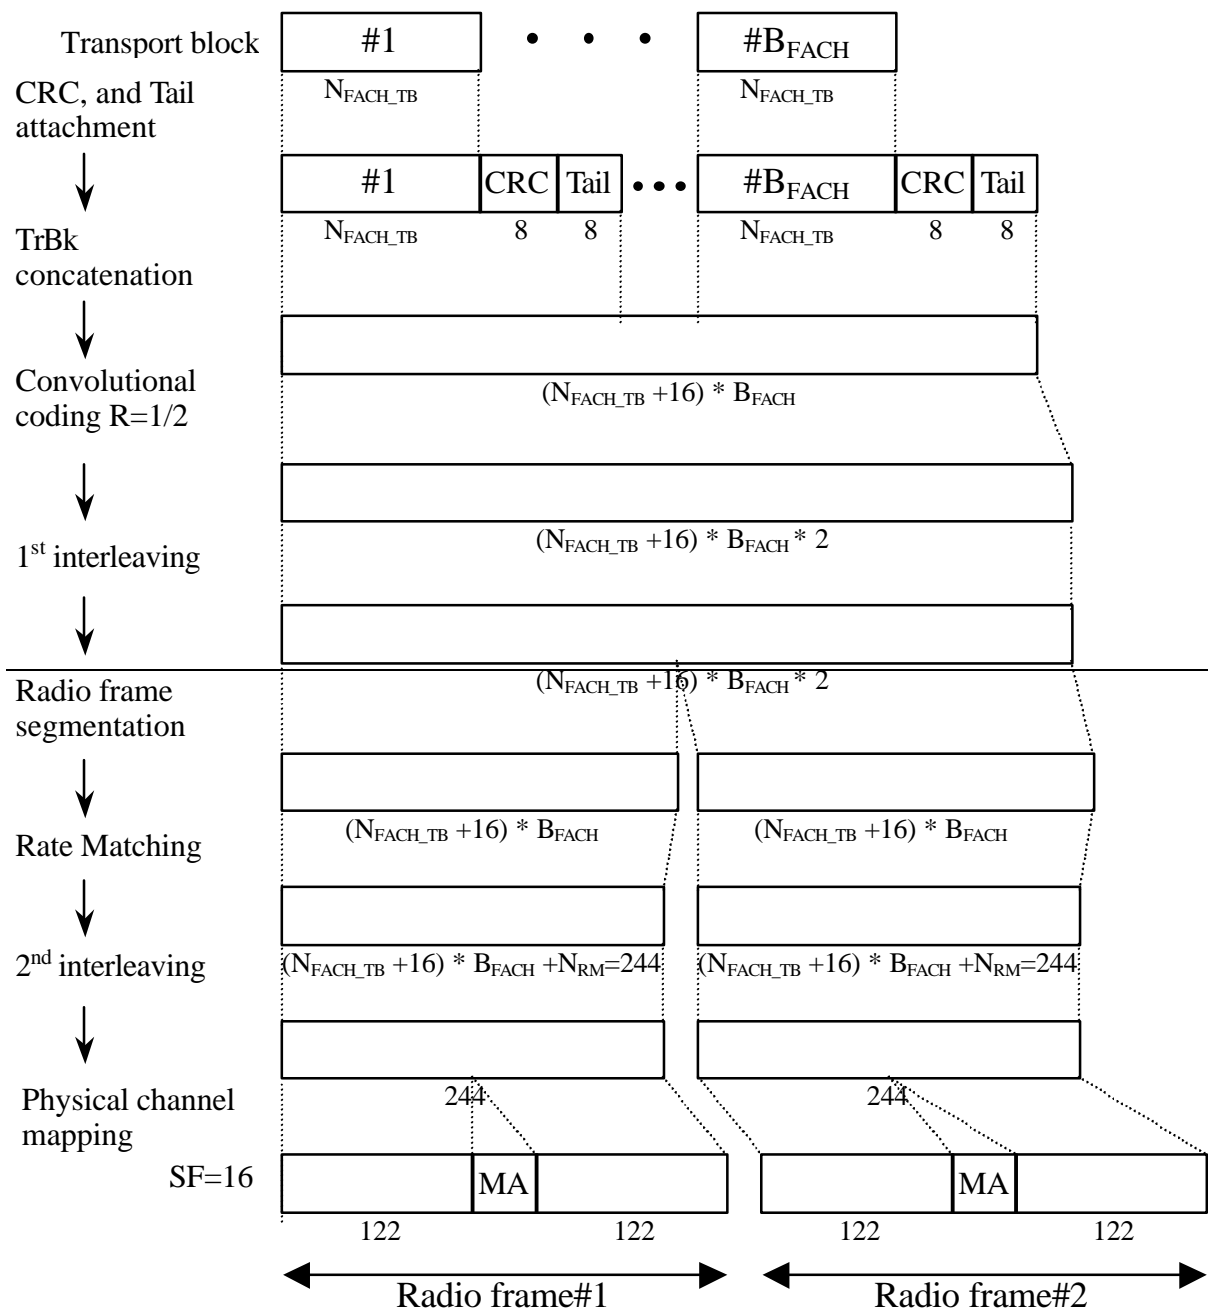 Transport block #1 • • • #B_FACH
N_FACH_TB N_FACH_TB
CRC, and Tail
attachment
#1 CRC Tail ••• #B_FACH CRC Tail
N_FACH_TB 8 8 N_FACH_TB 8 8
TrBk
concatenation
Convolutional
coding R=1/2
(N_FACH_TB +16) * B_FACH
(N_FACH_TB +16) * B_FACH * 2
1st interleaving
(N_FACH_TB +16) * B_FACH * 2
Radio frame
segmentation
(N_FACH_TB +16) * B_FACH (N_FACH_TB +16) * B_FACH
Rate Matching
2nd interleaving (N_FACH_TB +16) * B_FACH +N_RM=244 (N_FACH_TB +16) * B_FACH +N_RM=244
244 244
Physical channel
mapping
SF=16 MA MA
122 122 122 122
Radio frame#1 Radio frame#2